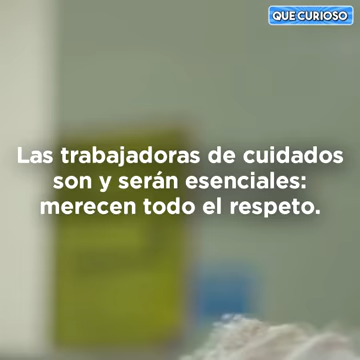 QUE CURIOSO
Las trabajadoras de cuidados
son y serán esenciales:
merecen todo el respeto.